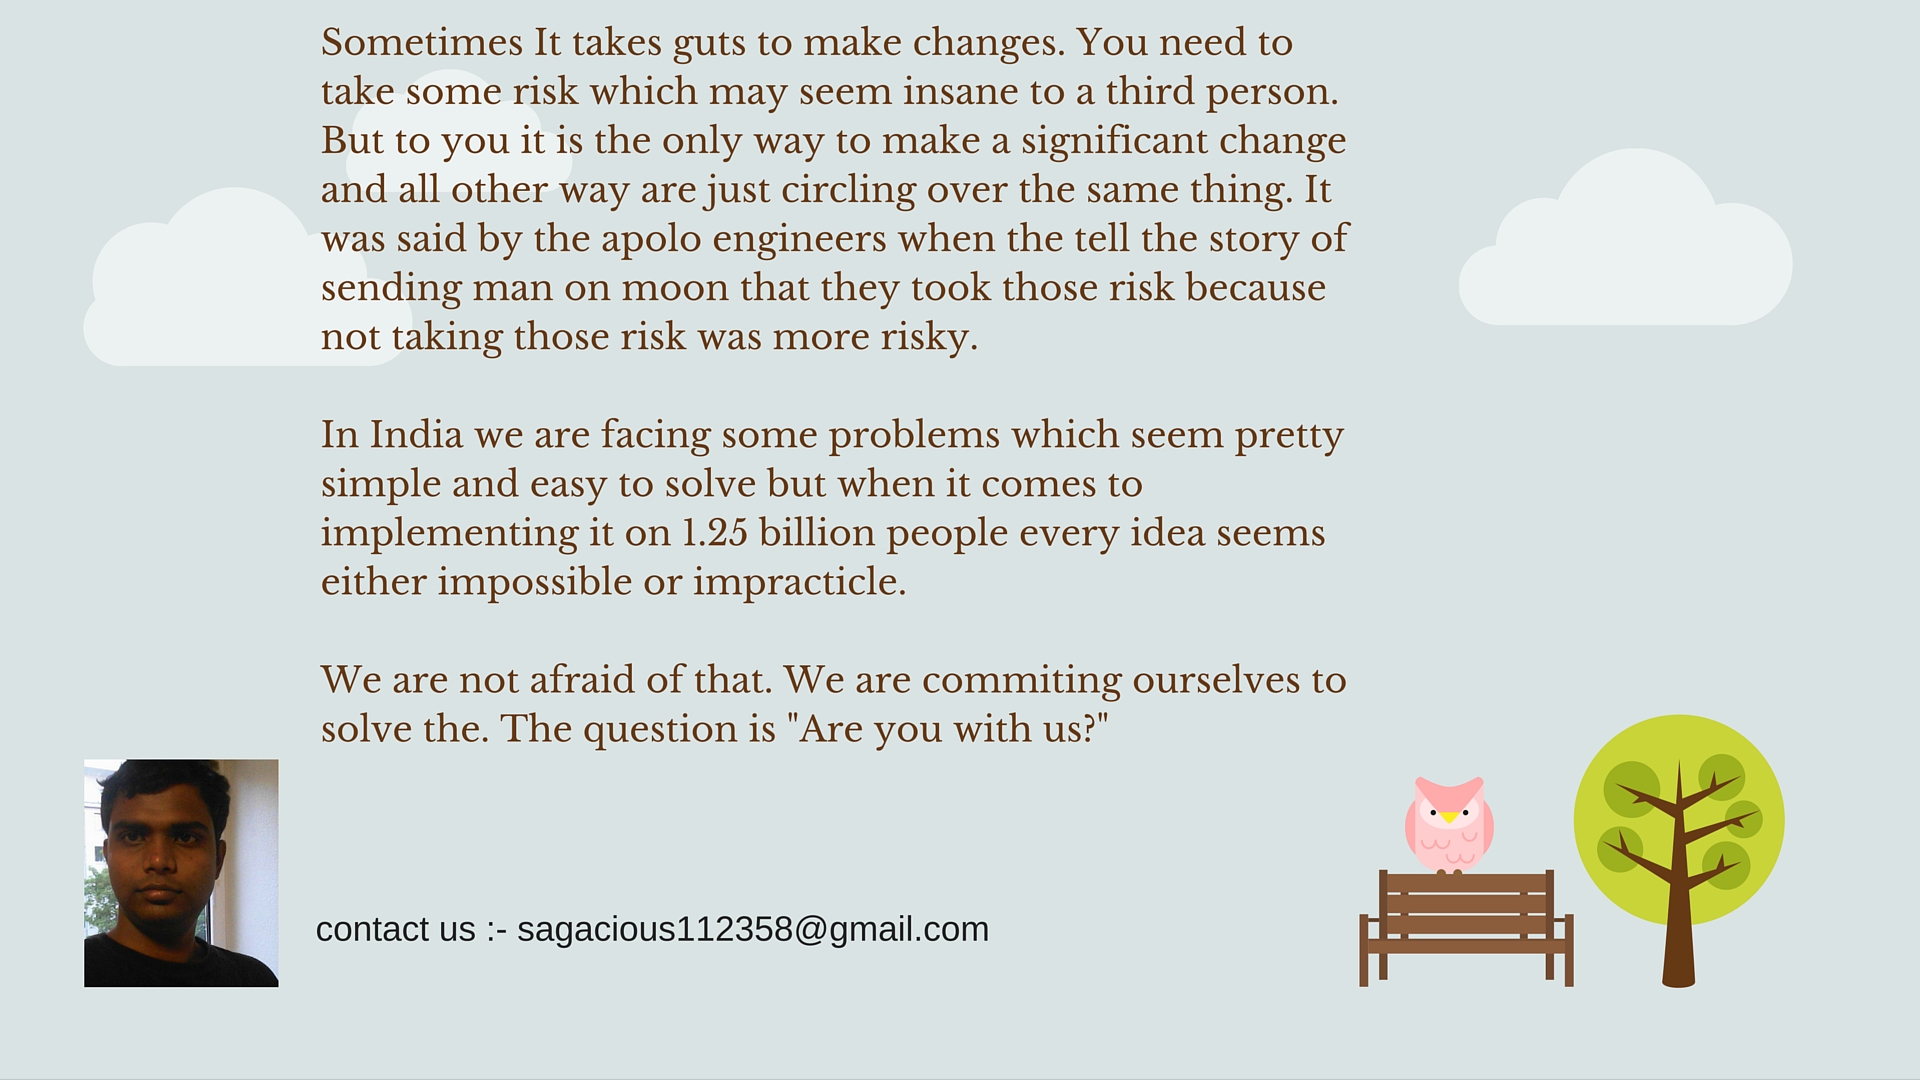 Sometimes It takes guts to make changes. You need to
take some risk which may seem insane to a third person.
But to you it is the only way to make a significant change
and all other way are just circling over the same thing. It
was said by the apolo engineers when the tell the story of
sending man on moon that they took those risk because
not taking those risk was more risky.
In India we are facing some problems which seem pretty
simple and easy to solve but when it comes to
implementing it on 1.25 billion people every idea seems
either impossible or impracticle.
We are not afraid of that. We are commiting ourselves to
solve the. The question is "Are you with us?"
contact us :- sagacious112358@gmail.com